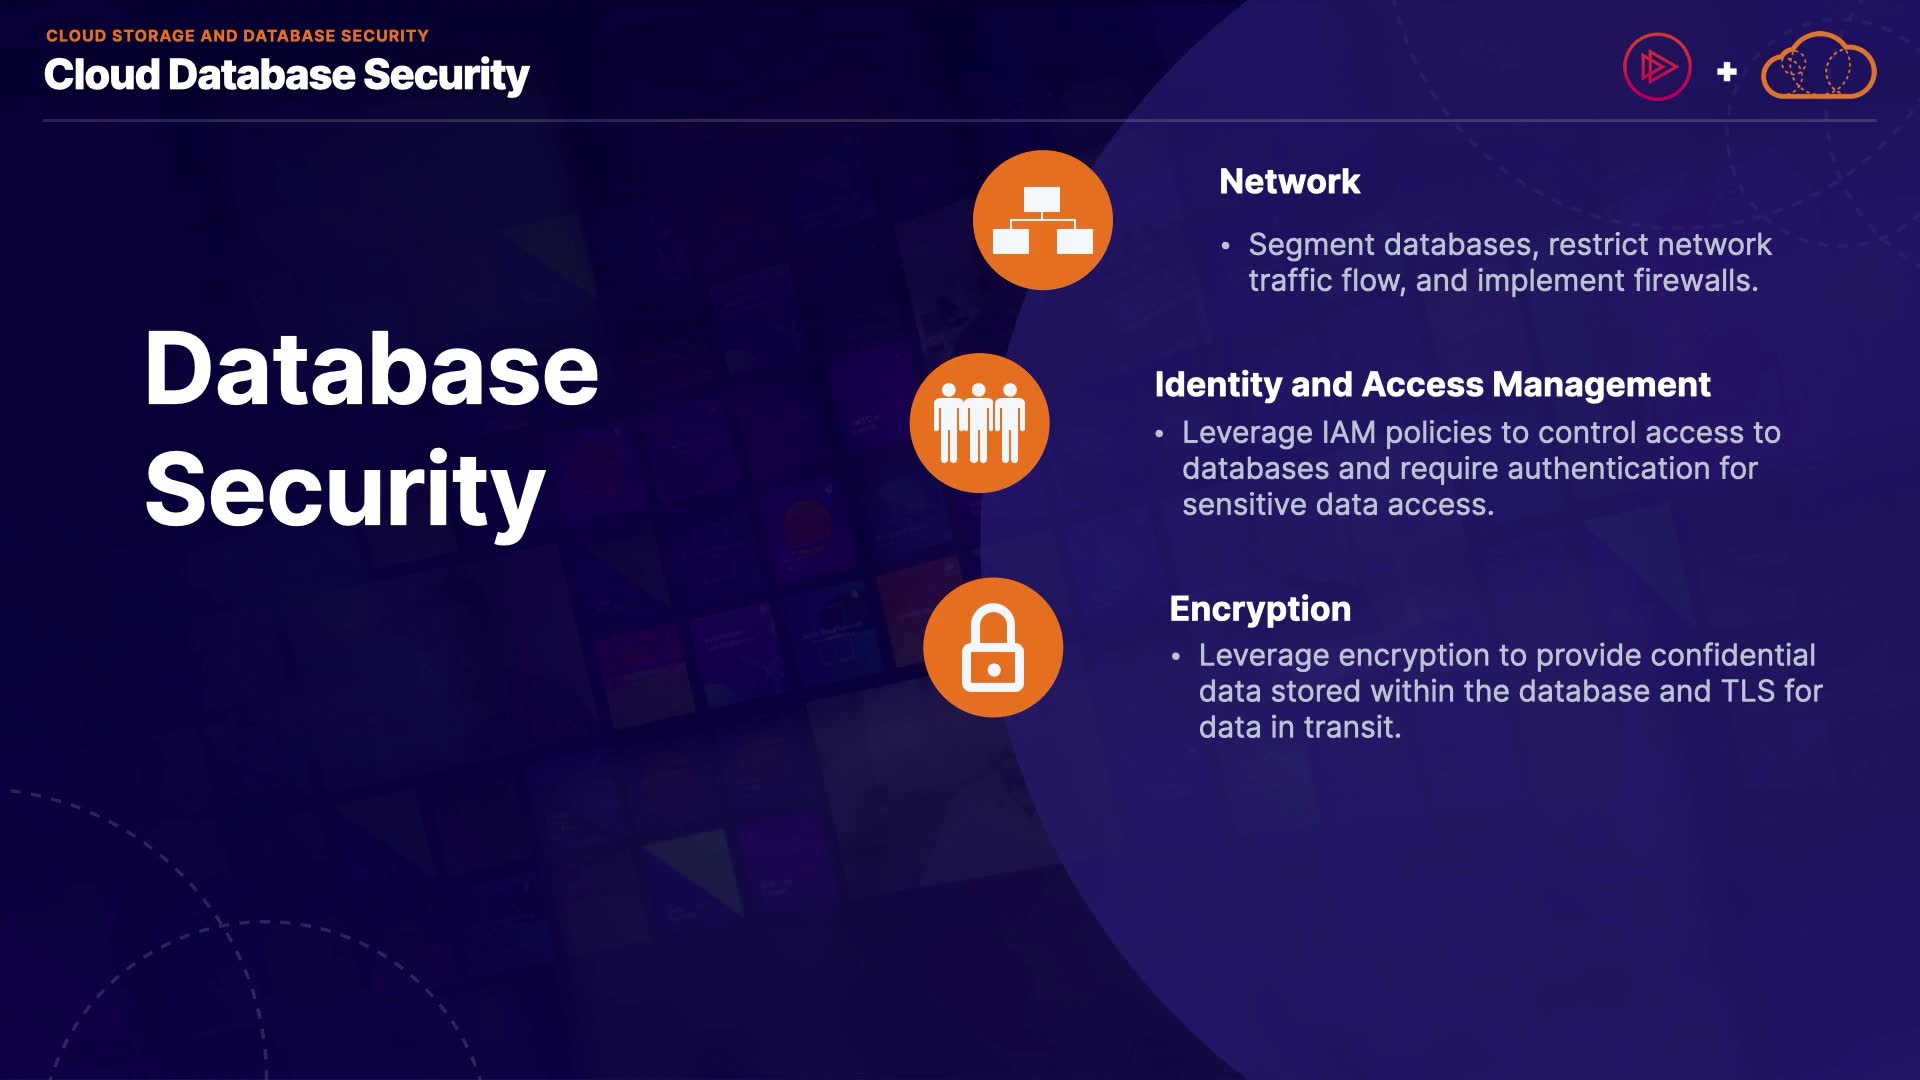 CLOUD STORAGE AND DATABASE SECURITY
Cloud Database Security
Database
Security
Network
• Segment databases, restrict network
traffic flow, and implement firewalls.
Identity and Access Management
• Leverage IAM policies to control access to
databases and require authentication for
sensitive data access.
Encryption
• Leverage encryption to provide confidential
data stored within the database and TLS for
data in transit.